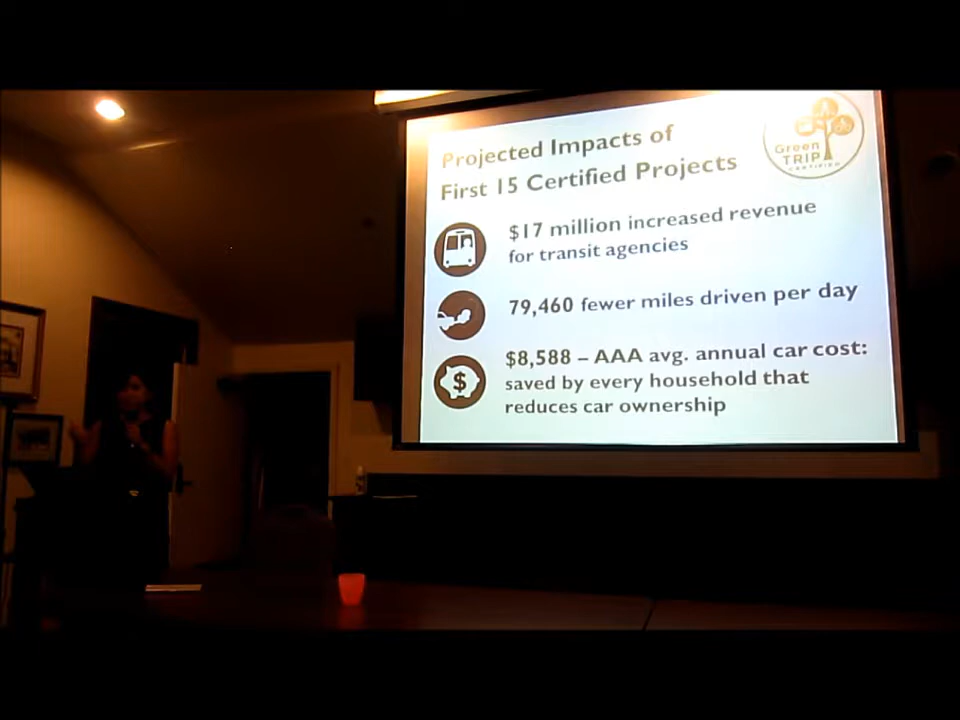 Projected Impacts of
First 15 Certified Projects
Green
TRIP
CERTIFIED
$17 million increased revenue
for transit agencies
79,460 fewer miles driven per day
$
$8,588 – AAA avg. annual car cost:
saved by every household that
reduces car ownership